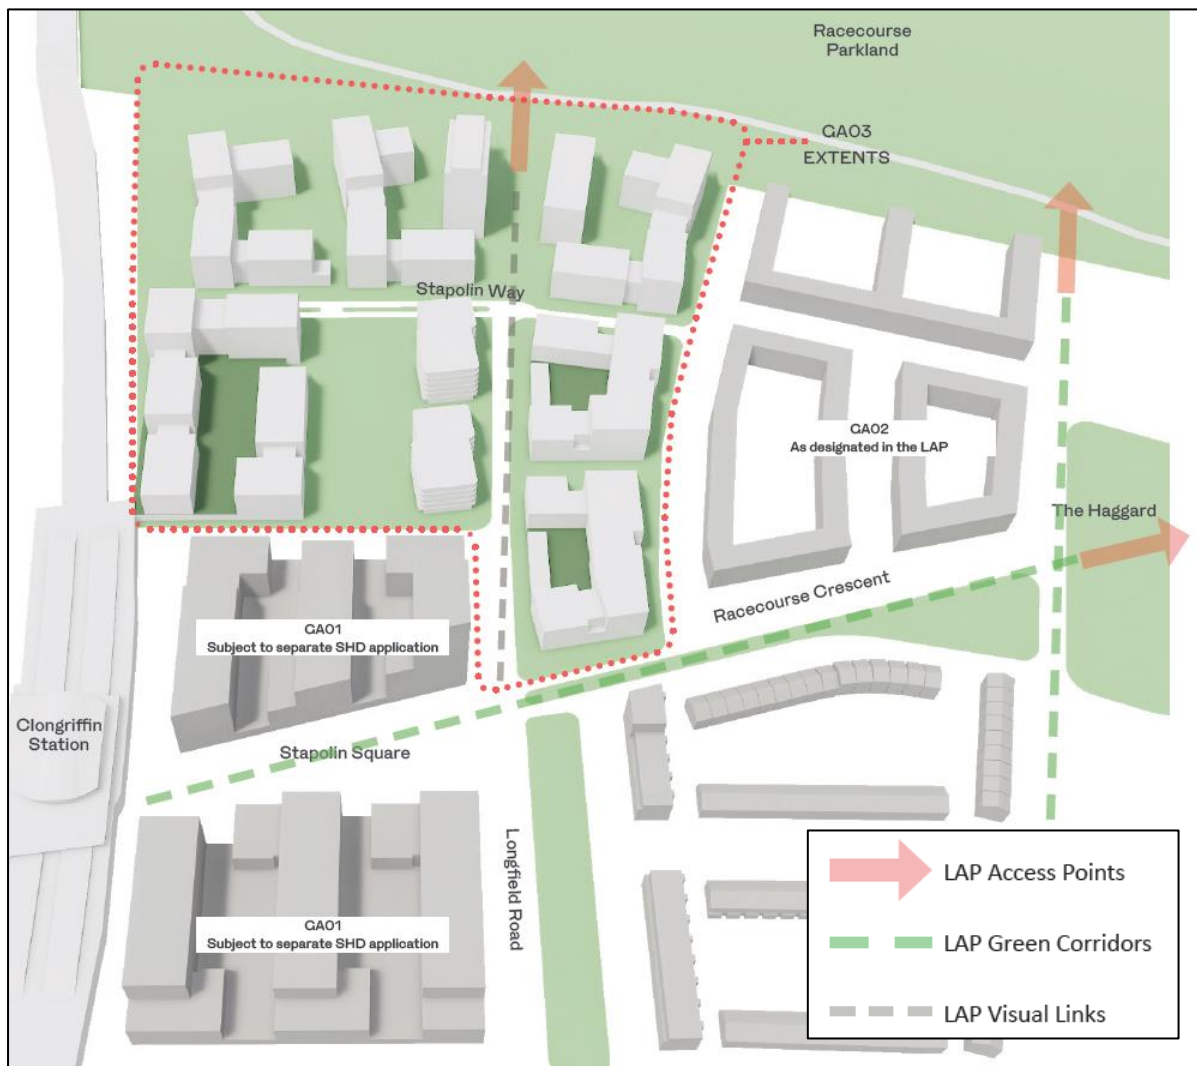 Racecourse
Parkland
GA03
EXTENTS
Stapolin Way
GA02
As designated in the LAP
The Haggard
Racecourse Crescent
GA01
Subject to separate SHD application
Clongriffin
Station
Stapolin Square
Longfield Road
GA01
Subject to separate SHD application
LAP Access Points
LAP Green Corridors
LAP Visual Links